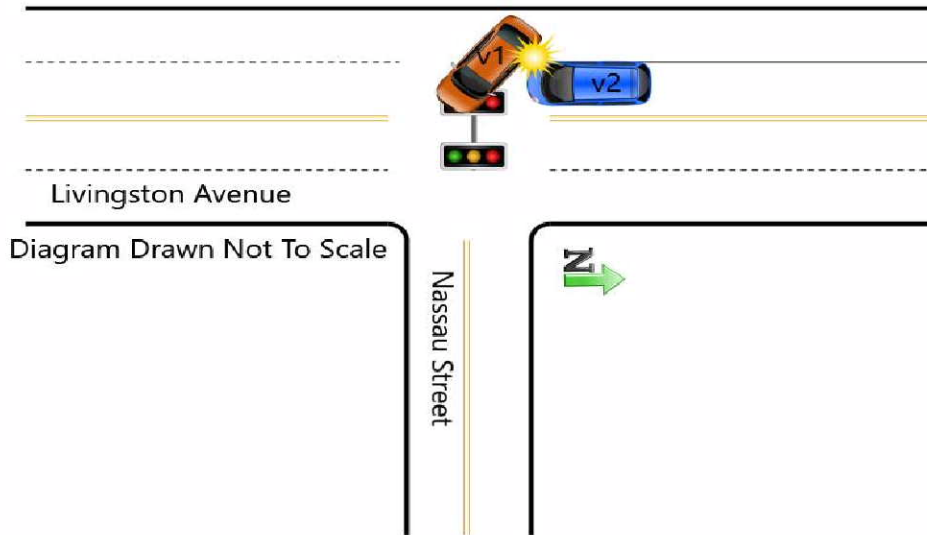 v1
v2
Livingston Avenue
Diagram Drawn Not To Scale
N
Nassau Street